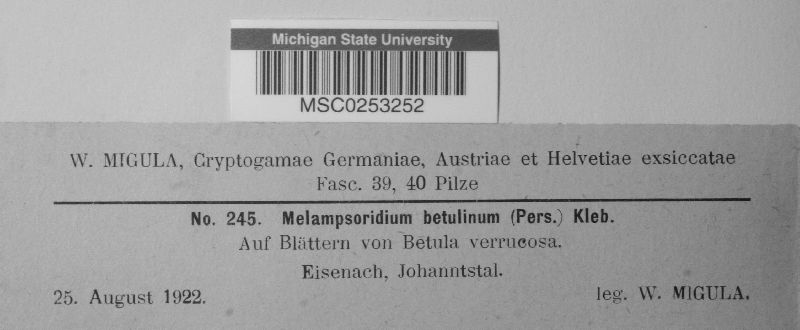 Michigan State University
MSC0253252
W. MIGULA, Cryptogamae Germaniae, Austriae et Helvetiae exsiccatae
Fasc. 39, 40 Pilze
No. 245. Melampsoridium betulinum (Pers.) Kleb.
Auf Blättern von Betula verrucosa.
Eisenach, Johanntstal.
25. August 1922. leg. W. MIGULA.